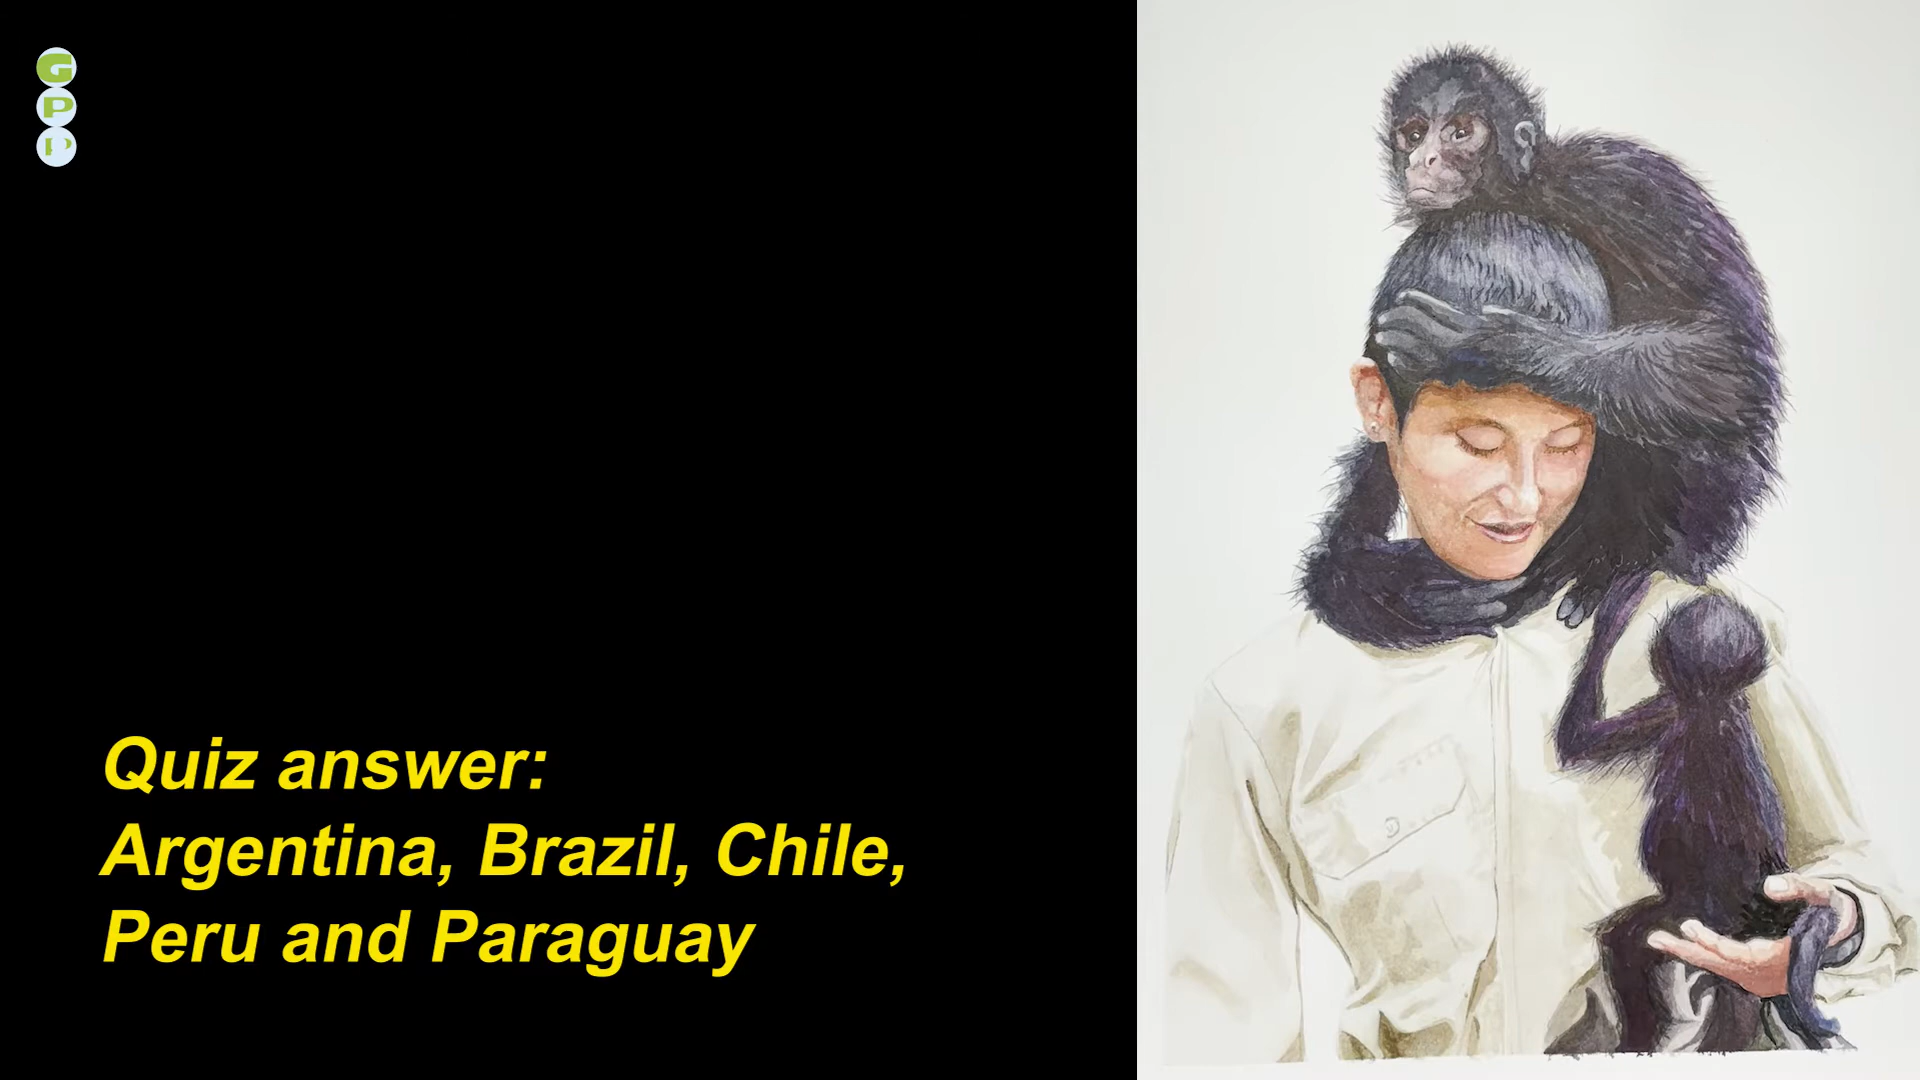 G
P
Quiz answer:
Argentina, Brazil, Chile,
Peru and Paraguay